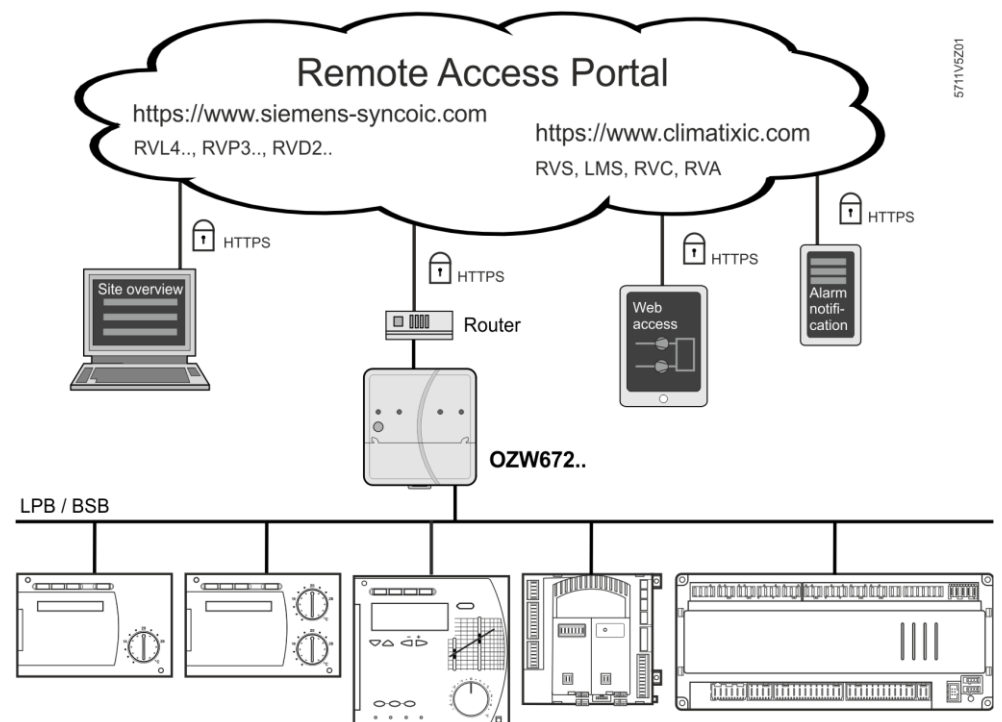 Remote Access Portal
https://www.siemens-syncoic.com
RVL4.., RVP3.., RVD2..
https://www.climatixic.com
RVS, LMS, RVC, RVA
5711V5Z01
HTTPS
HTTPS
HTTPS
HTTPS
Site overview
Router
Web
access
Alarm
notifi-
cation
OZW672..
LPB / BSB